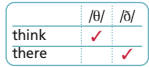 /θ/ /ð/
think ✓
there ✓